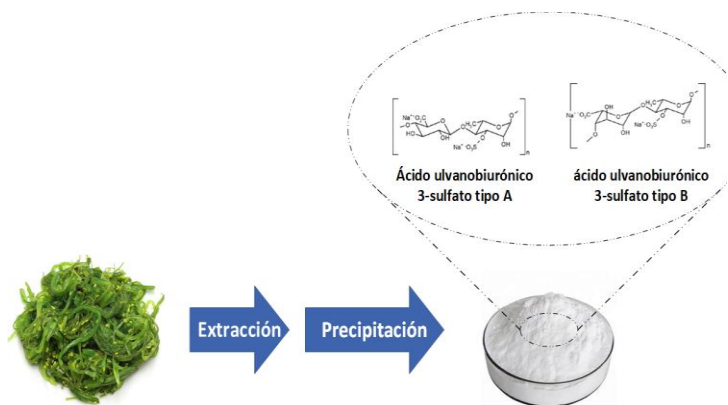 n
n
Ácido ulvanobiurónico
3-sulfato tipo A
ácido ulvanobiurónico
3-sulfato tipo B
Extracción
Precipitación